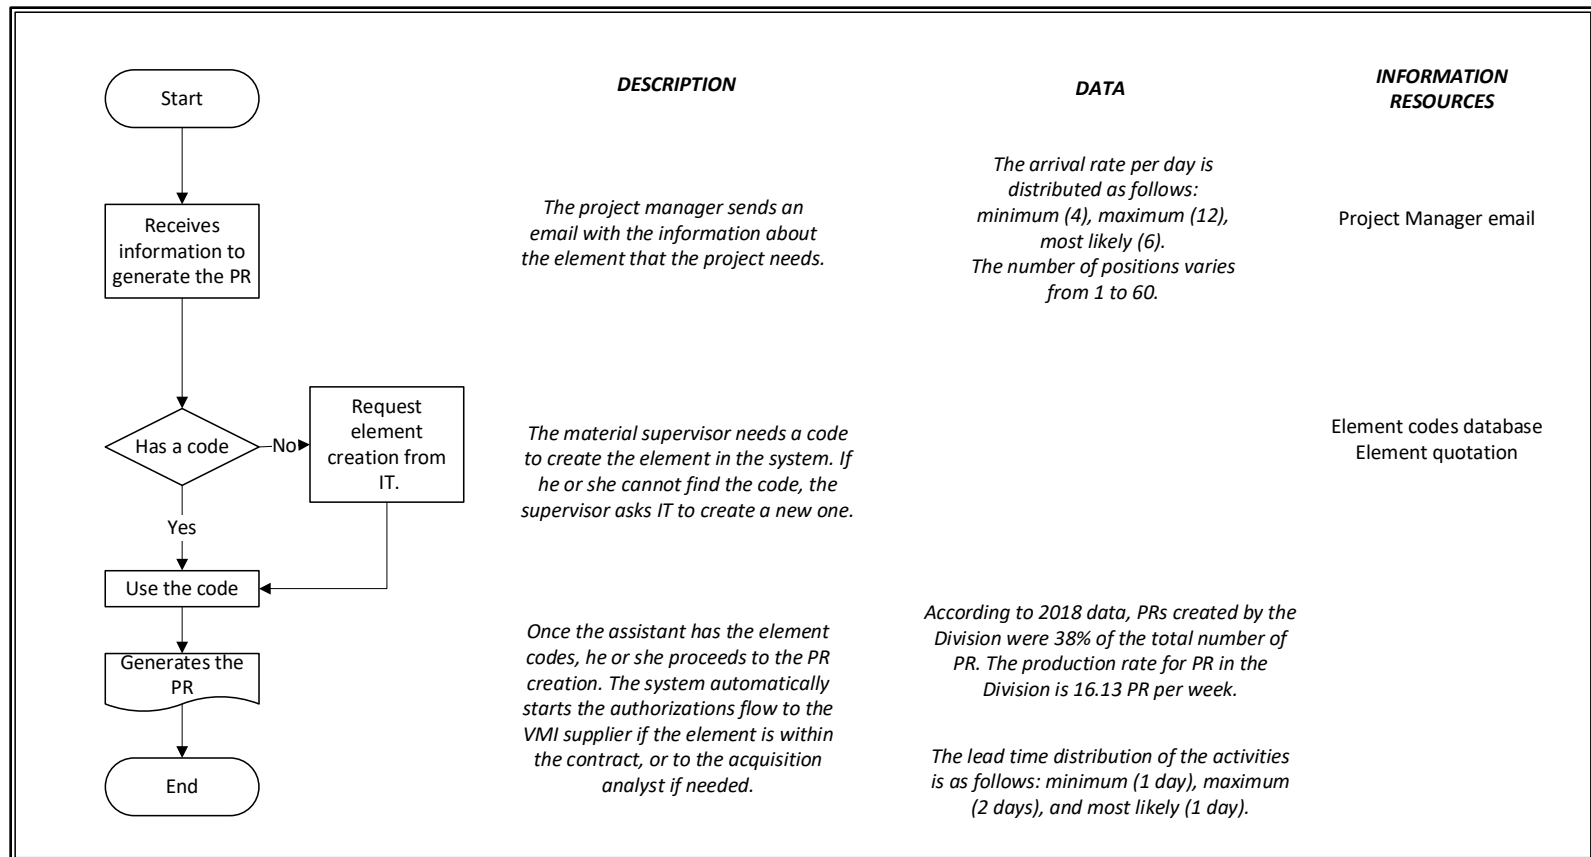 Start
DESCRIPTION
DATA
INFORMATION
RESOURCES
Receives
information to
generate the PR
The project manager sends an
email with the information about
the element that the project needs.
The arrival rate per day is
distributed as follows:
minimum (4), maximum (12),
most likely (6).
The number of positions varies
from 1 to 60.
Project Manager email
Has a code
No
Request
element
creation from
IT.
The material supervisor needs a code
to create the element in the system. If
he or she cannot find the code, the
supervisor asks IT to create a new one.
Element codes database
Element quotation
Yes
Use the code
Generates the
PR
End
Once the assistant has the element
codes, he or she proceeds to the PR
creation. The system automatically
starts the authorizations flow to the
VMI supplier if the element is within
the contract, or to the acquisition
analyst if needed.
According to 2018 data, PRs created by the
Division were 38% of the total number of
PR. The production rate for PR in the
Division is 16.13 PR per week.
The lead time distribution of the activities
is as follows: minimum (1 day), maximum
(2 days), and most likely (1 day).